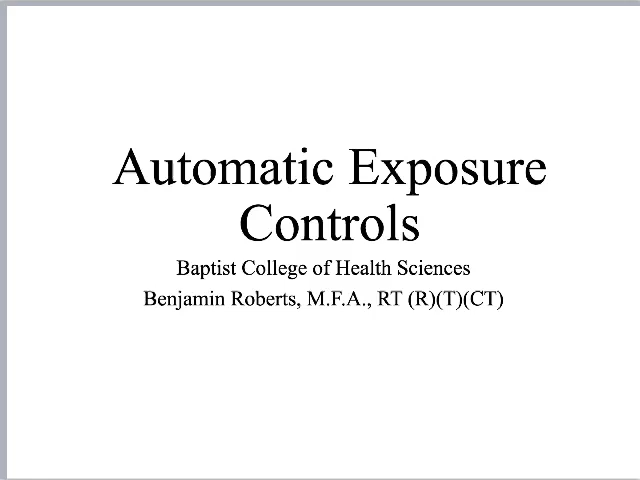 Automatic Exposure
Controls
Baptist College of Health Sciences
Benjamin Roberts, M.F.A., RT (R)(T)(CT)